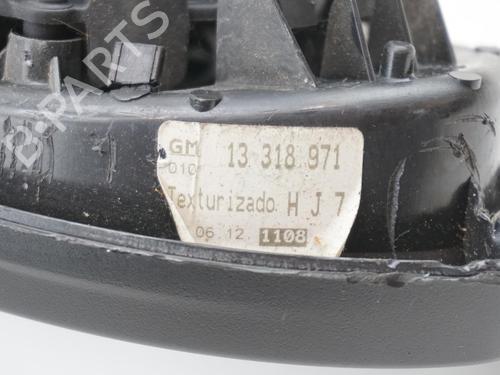 B-PARTS
GM 13 318 971
010
Texturizado H J 7
06.12 1108